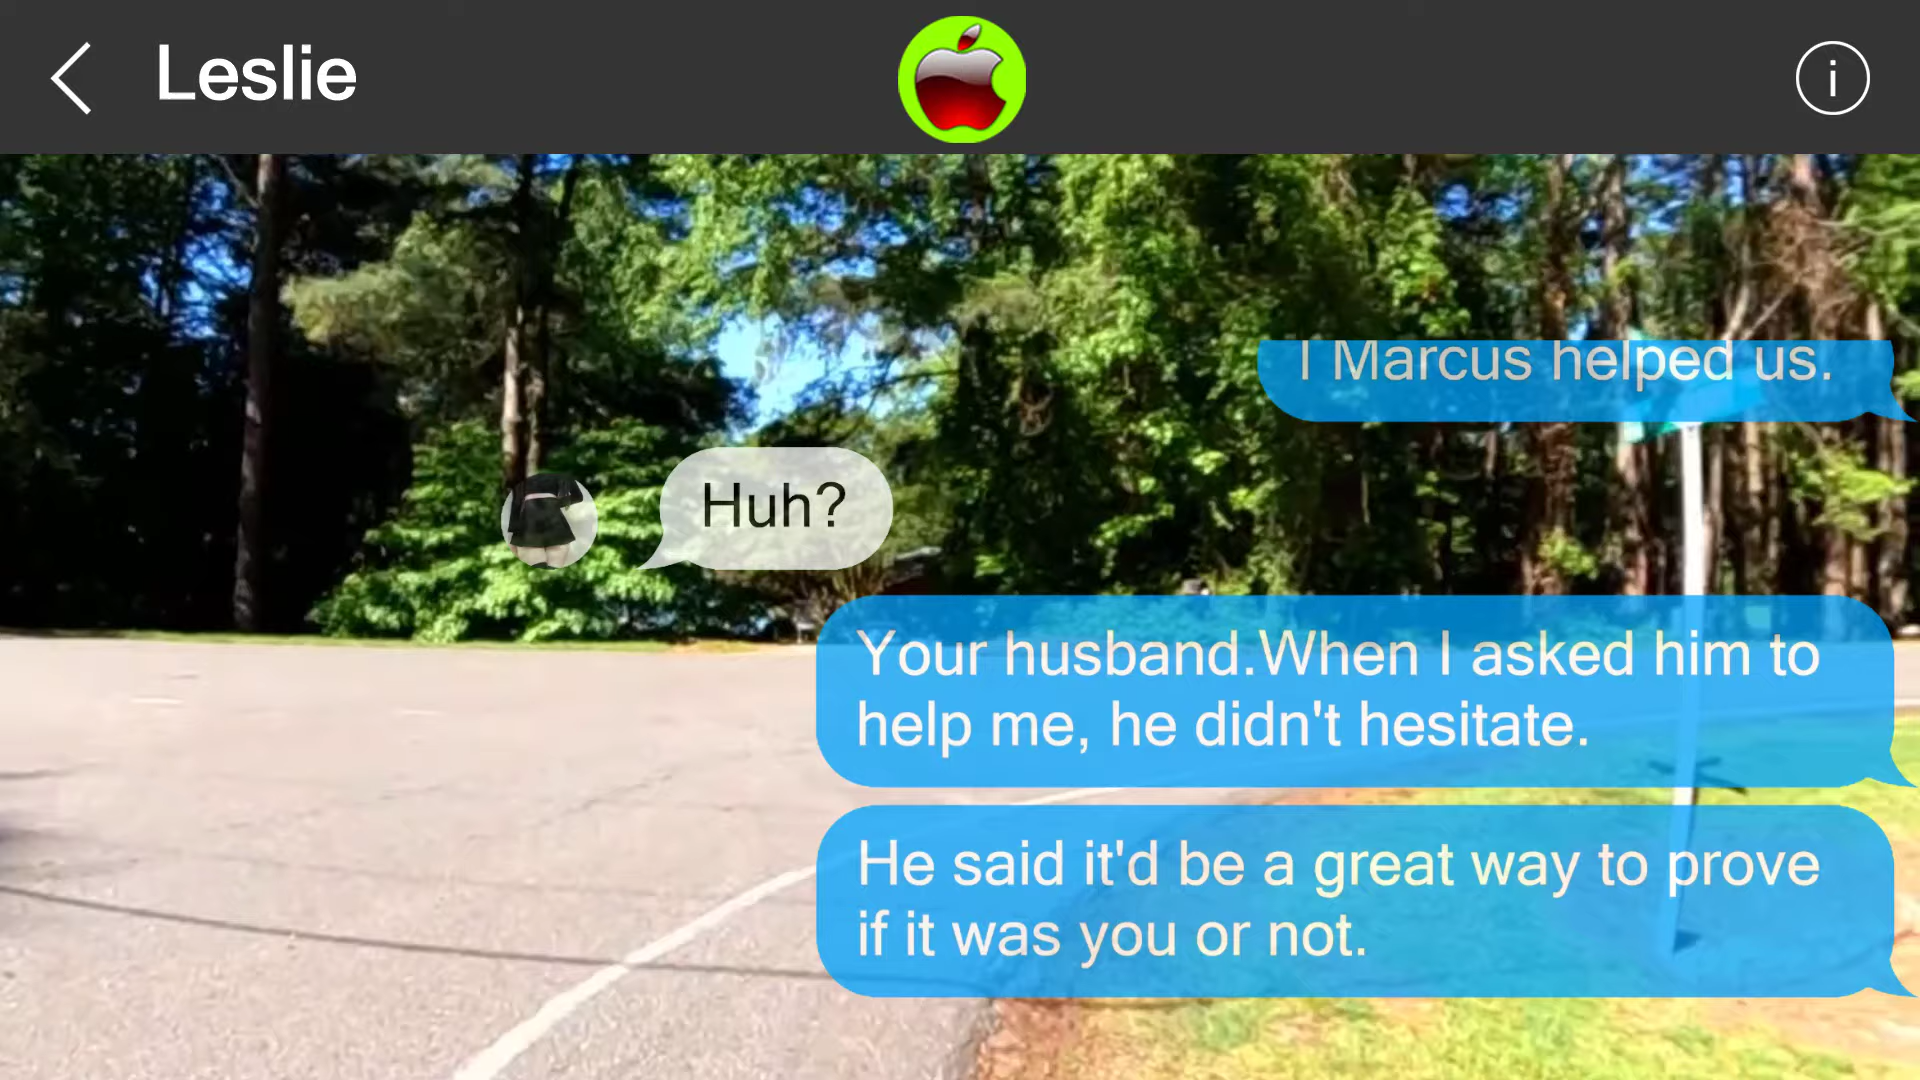 Leslie
I Marcus helped us.
Huh?
Your husband.When I asked him to
help me, he didn't hesitate.
He said it'd be a great way to prove
if it was you or not.